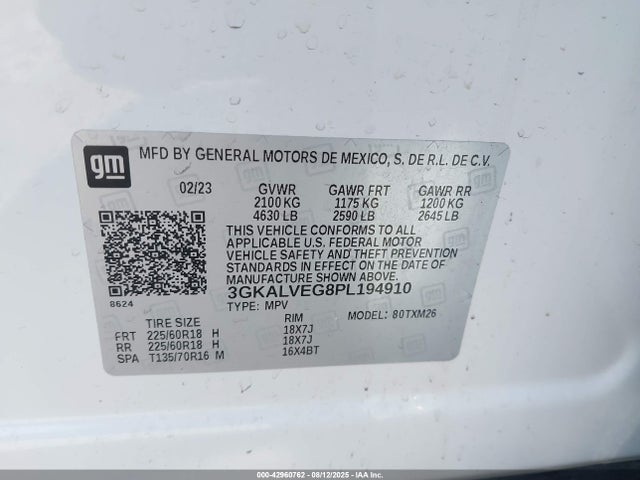 gm
MFD BY GENERAL MOTORS DE MEXICO, S. DE R.L. DE C.V.
02/23 GVWR GAWR FRT GAWR RR
2100 KG 1175 KG 1200 KG
4630 LB 2590 LB 2645 LB
THIS VEHICLE CONFORMS TO ALL
APPLICABLE U.S. FEDERAL MOTOR
VEHICLE SAFETY AND THEFT PREVENTION
STANDARDS IN EFFECT ON THE DATE OF
MANUFACTURE SHOWN ABOVE.
8624 3GKALVEG8PL194910
TYPE: MPV MODEL: 80TXM26
TIRE SIZE RIM
FRT 225/60R18 H 18X7J
RR 225/60R18 H 18X7J
SPA T135/70R16 M 16X4BT
000-42960762 - 08/12/2025 - IAAI.COM